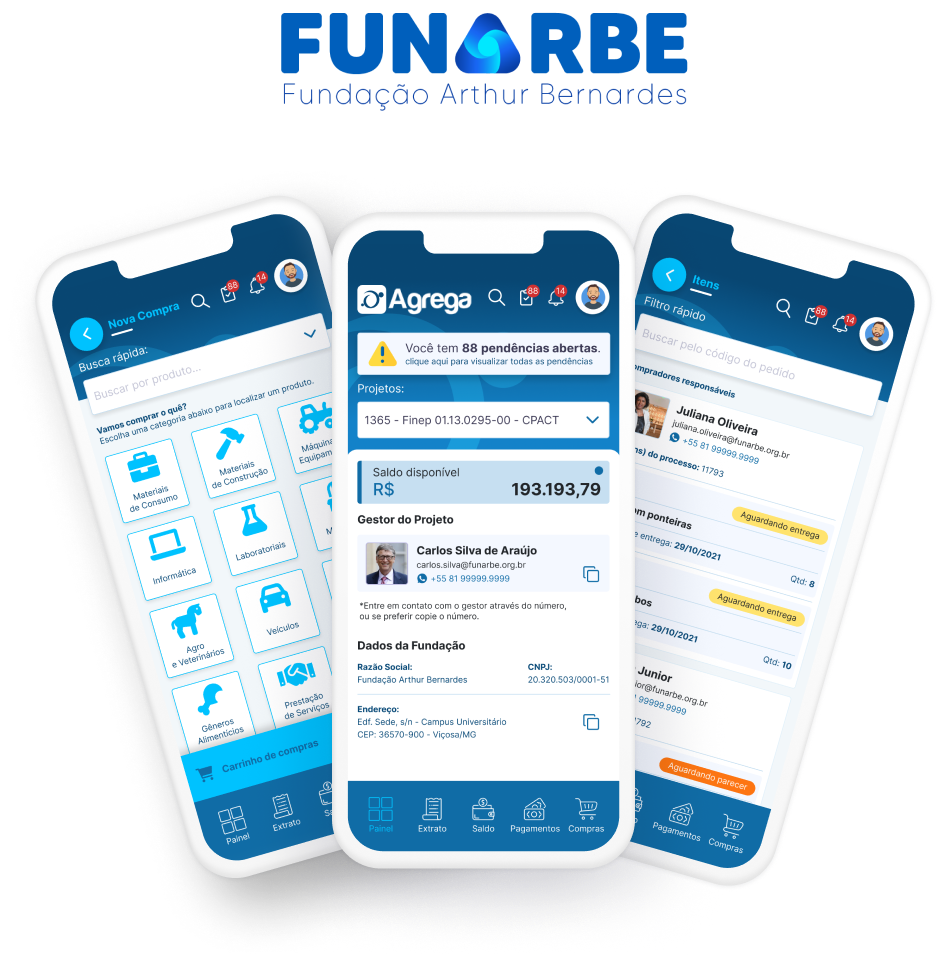 FUNARBE
Fundação Arthur Bernardes
Nova Compra
88
14
Busca rápida:
Buscar por produto...
Vamos comprar o quê?
Escolha uma categoria abaixo para localizar um produto.
Materiais
de Consumo
Materiais
de Construção
Informática
Laboratoriais
Agro
e Veterinários
Veículos
Gêneros
Alimentícios
Prestação
de Serviços
Carrinho de compras
Painel
Extrato
Agrega
88
14
Você tem 88 pendências abertas.
clique aqui para visualizar todas as pendências
Projetos:
1365 - Finep 01.13.0295-00 - CPACT
Saldo disponível
R$ 193.193,79
Gestor do Projeto
Carlos Silva de Araújo
carlos.silva@funarbe.org.br
+55 81 99999.9999
*Entre em contato com o gestor através do número,
ou se preferir copie o número.
Dados da Fundação
Razão Social: CNPJ:
Fundação Arthur Bernardes 20.320.503/0001-51
Endereço:
Edf. Sede, s/n - Campus Universitário
CEP: 36570-900 - Viçosa/MG
Painel Extrato Saldo Pagamentos Compras
Itens
88
14
Filtro rápido
Buscar pelo código do pedido
responsáveis
Juliana Oliveira
juliana.oliveira@funarbe.org.br
+55 81 99999.9999
do processo: 11793
Aguardando entrega
ponteiras
entrega: 29/10/2021
Qtd: 8
Aguardando entrega
29/10/2021
Qtd: 10
Junior
@funarbe.org.br
99999.9999
Aguardando parecer
Pagamentos
Compras